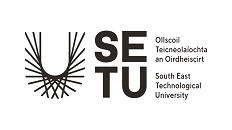 SE
TU
Ollscoil
Teicneolaíochta
an Oirdheiscirt
South East
Technological
University